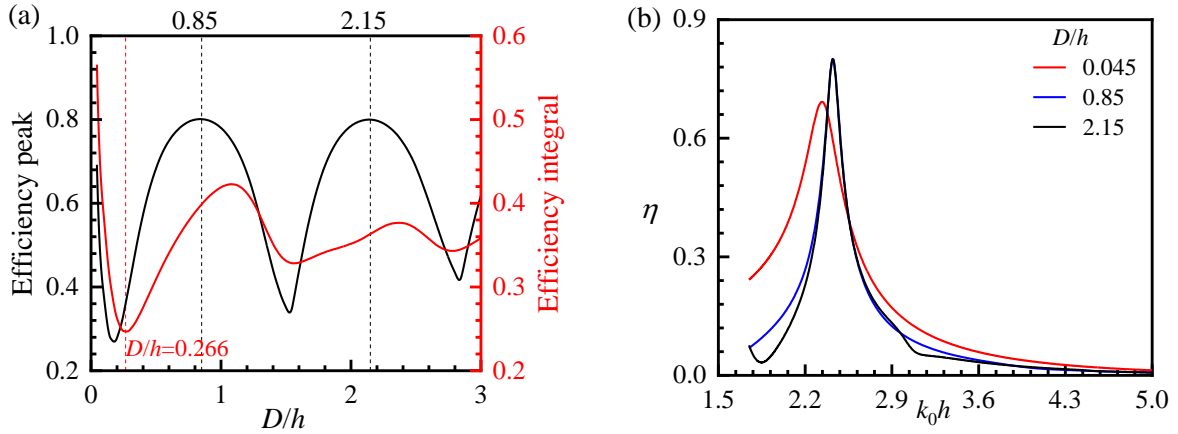 (a)
0.85 2.15
1.0 0.8 0.6 0.4 0.2
Efficiency peak
0.6 0.5 0.4 0.3 0.2
Efficiency integral
D/h=0.266
0 1 2 3
D/h
(b)
0.9 0.6 0.3 0.0
η
D/h
0.045
0.85
2.15
1.5 2.2 2.9 3.6 4.3 5.0
k₀h